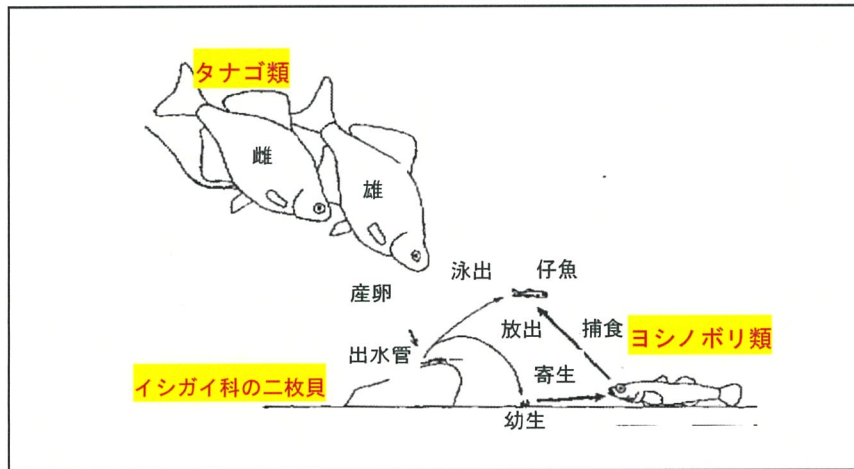 タナゴ類
雌
雄
泳出
仔魚
産卵
放出
捕食
ヨシノボリ類
出水管
寄生
イシガイ科の二枚貝
幼生